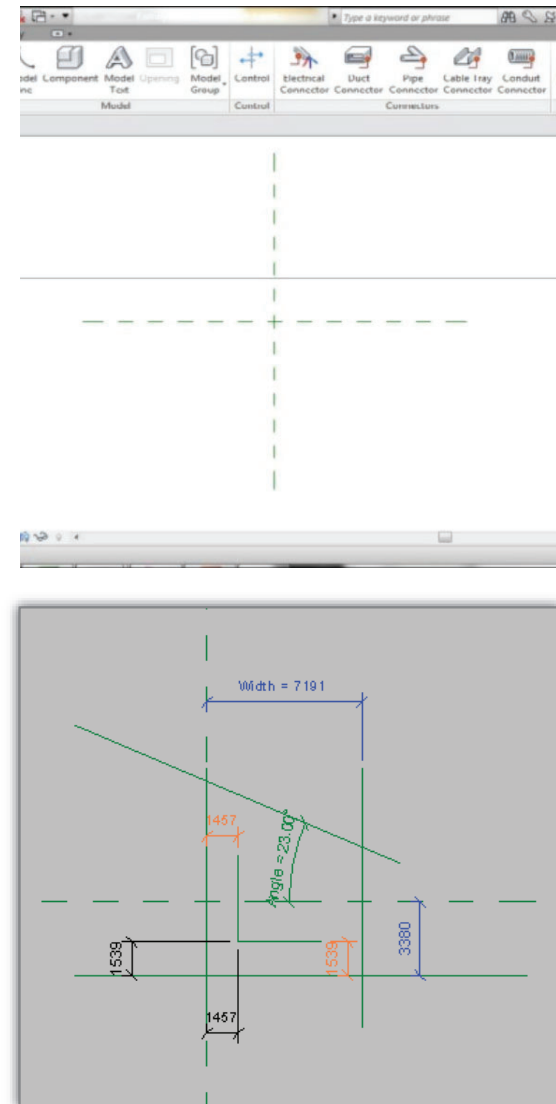 Type a keyword or phrase
Component Model Text Opening Model Group Control Electrical Connector Duct Connector Pipe Connector Cable Tray Connector Conduit Connector
Model Control Connectors
Width = 7191
1457
Angle = 23.00°
1539
1539
3380
1457